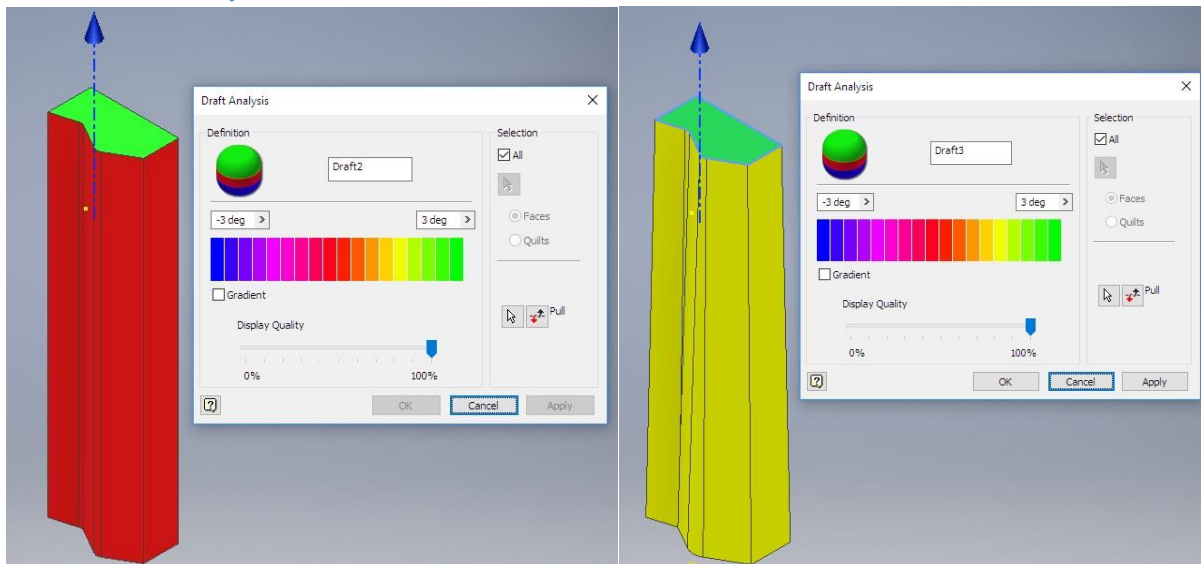 Draft Analysis
Definition
Draft2
-3 deg >
3 deg >
Gradient
Display Quality
0%
100%
Selection
All
Faces
Quilts
Pull
OK
Cancel
Apply
Draft Analysis
Definition
Draft3
-3 deg >
3 deg >
Gradient
Display Quality
0%
100%
Selection
All
Faces
Quilts
Pull
OK
Cancel
Apply